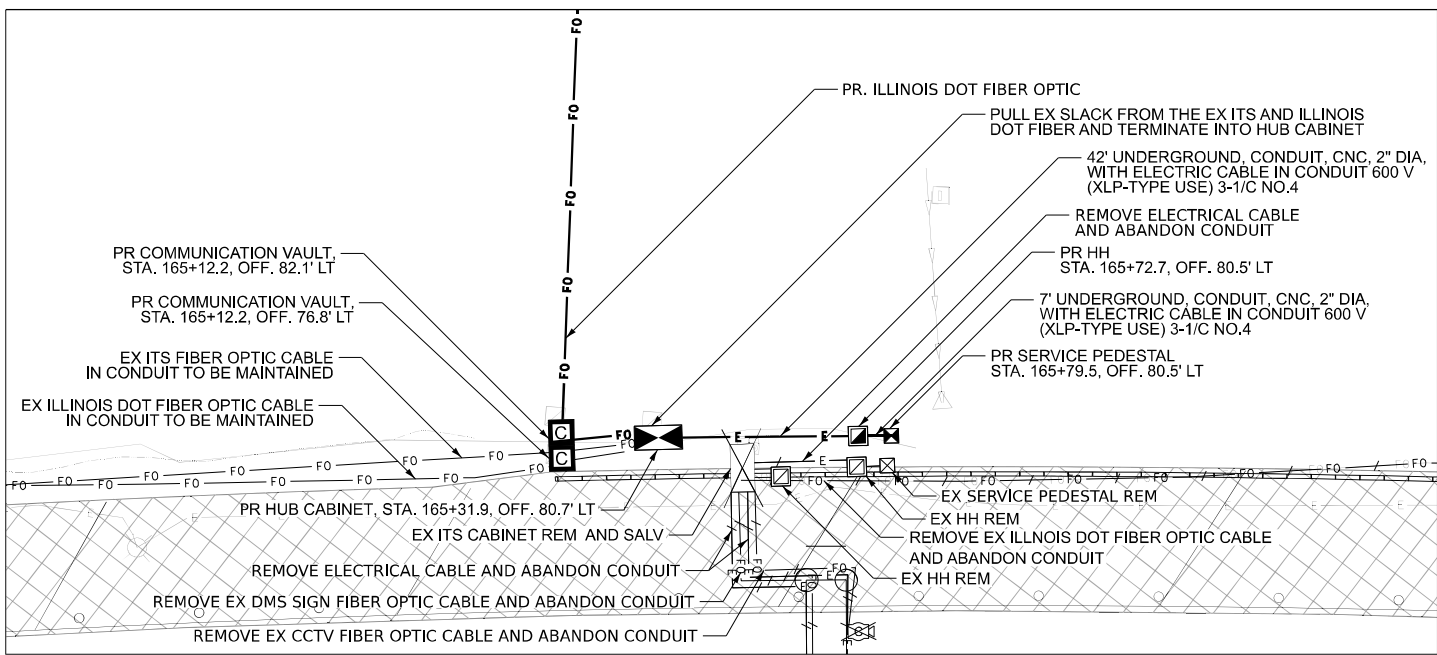 FO
FO
PR. ILLINOIS DOT FIBER OPTIC
PULL EX SLACK FROM THE EX ITS AND ILLINOIS
DOT FIBER AND TERMINATE INTO HUB CABINET
42' UNDERGROUND, CONDUIT, CNC, 2" DIA,
WITH ELECTRIC CABLE IN CONDUIT 600 V
(XLP-TYPE USE) 3-1/C NO.4
REMOVE ELECTRICAL CABLE
AND ABANDON CONDUIT
PR HH
STA. 165+72.7, OFF. 80.5' LT
7' UNDERGROUND, CONDUIT, CNC, 2" DIA,
WITH ELECTRIC CABLE IN CONDUIT 600 V
(XLP-TYPE USE) 3-1/C NO.4
PR SERVICE PEDESTAL
STA. 165+79.5, OFF. 80.5' LT
FO
FO
FO
PR COMMUNICATION VAULT,
STA. 165+12.2, OFF. 82.1' LT
PR COMMUNICATION VAULT,
STA. 165+12.2, OFF. 76.8' LT
EX ITS FIBER OPTIC CABLE
IN CONDUIT TO BE MAINTAINED
EX ILLINOIS DOT FIBER OPTIC CABLE
IN CONDUIT TO BE MAINTAINED
C
C
FO
FO
E
E
E
FO FO FO FO FO
FO FO FO FO FO FO FO
FO FO FO FO FO FO
PR HUB CABINET, STA. 165+31.9, OFF. 80.7' LT
EX ITS CABINET REM AND SALV
REMOVE ELECTRICAL CABLE AND ABANDON CONDUIT
REMOVE EX DMS SIGN FIBER OPTIC CABLE AND ABANDON CONDUIT
REMOVE EX CCTV FIBER OPTIC CABLE AND ABANDON CONDUIT
EX SERVICE PEDESTAL REM
EX HH REM
REMOVE EX ILLNOIS DOT FIBER OPTIC CABLE
AND ABANDON CONDUIT
EX HH REM
FO
E